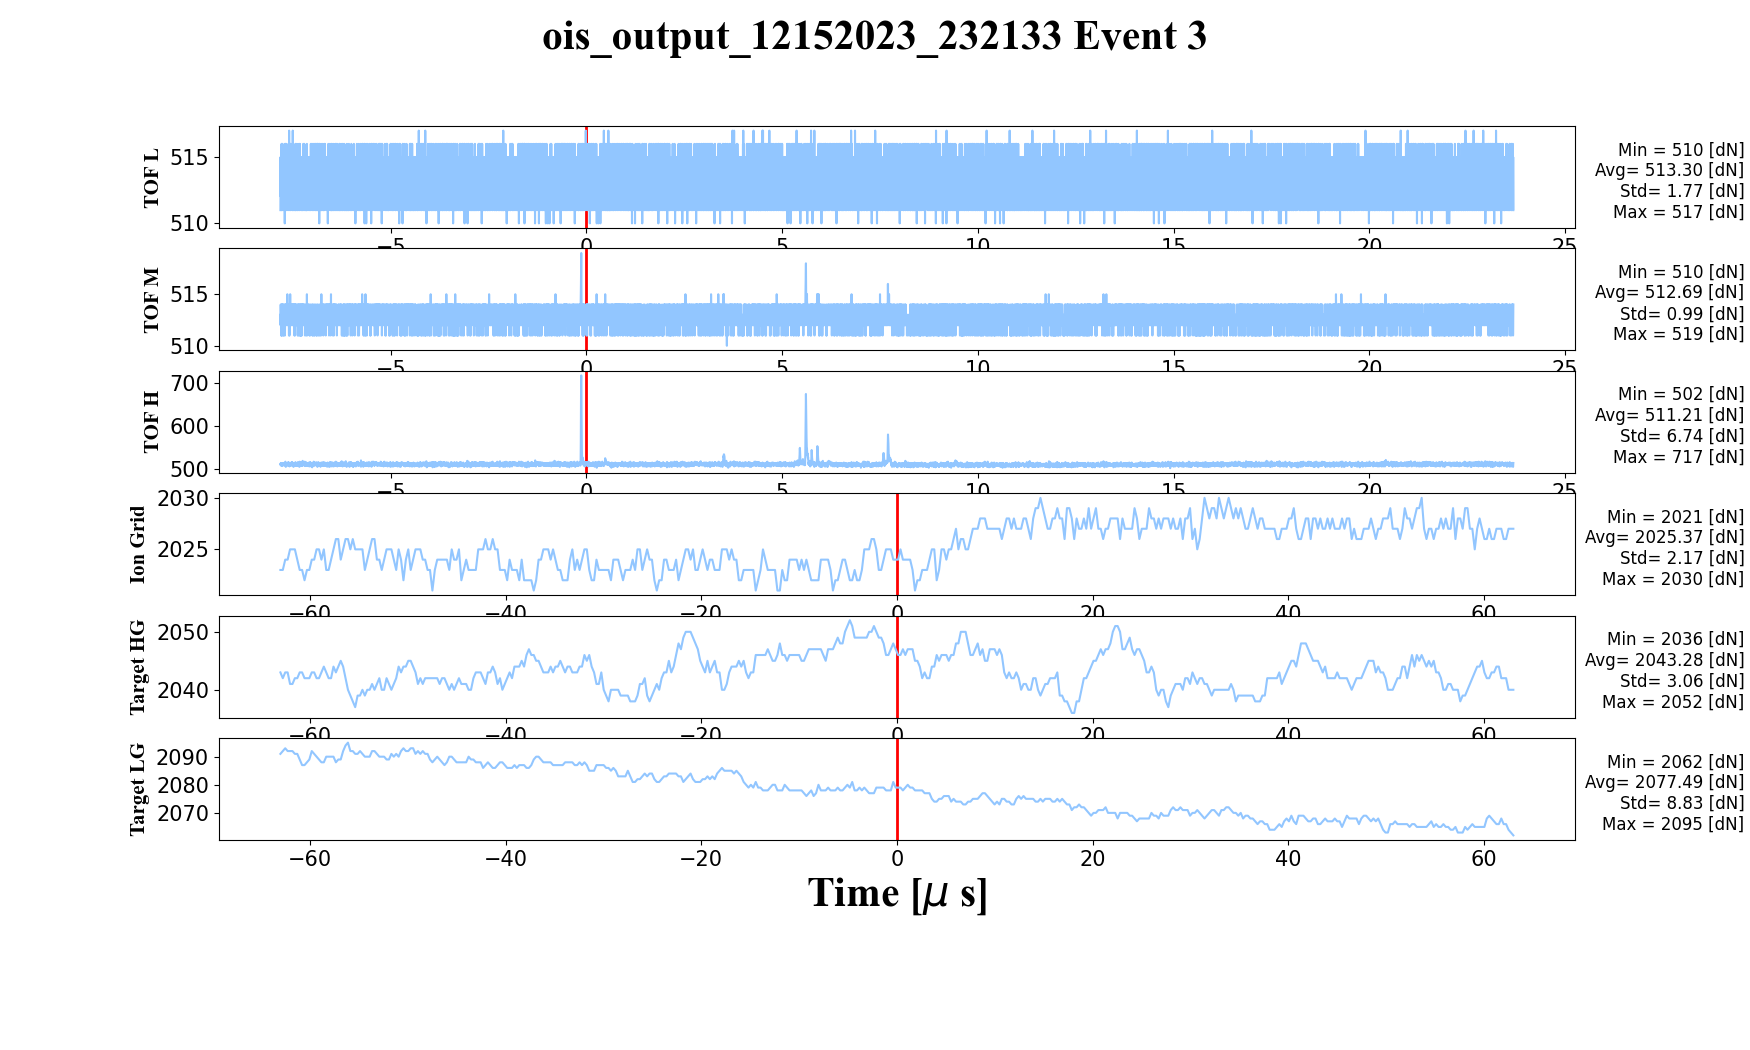 ois_output_12152023_232133 Event 3
TOF L
515
510
−5
0
5
10
15
20
25
Min = 510 [dN]
Avg= 513.30 [dN]
Std= 1.77 [dN]
Max = 517 [dN]
TOF M
515
510
−5
0
5
10
15
20
25
Min = 510 [dN]
Avg= 512.69 [dN]
Std= 0.99 [dN]
Max = 519 [dN]
TOF H
700
600
500
−5
0
5
10
15
20
25
Min = 502 [dN]
Avg= 511.21 [dN]
Std= 6.74 [dN]
Max = 717 [dN]
Ion Grid
2030
2025
−60
−40
−20
0
20
40
60
Min = 2021 [dN]
Avg= 2025.37 [dN]
Std= 2.17 [dN]
Max = 2030 [dN]
Target HG
2050
2040
−60
−40
−20
0
20
40
60
Min = 2036 [dN]
Avg= 2043.28 [dN]
Std= 3.06 [dN]
Max = 2052 [dN]
Target LG
2090
2080
2070
−60
−40
−20
0
20
40
60
Min = 2062 [dN]
Avg= 2077.49 [dN]
Std= 8.83 [dN]
Max = 2095 [dN]
Time [μ s]